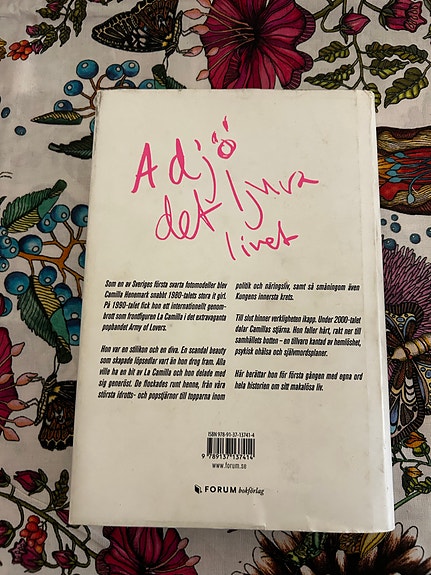 Adjö
det ljuva
livet
Som en av Sveriges första svarta fotomodeller blev
Camilla Henemark snabbt 1980-talets stora it girl.
På 1990-talet fick hon ett internationellt genom-
brott som frontfiguren La Camilla i det extravaganta
popbandet Army of Lovers.
Hon var en stilikon och en diva. En scandal beauty
som skapade löpsedlar vart än hon drog fram. Alla
ville ha en bit av La Camilla och hon delade med
sig generöst. De flockades runt henne, från våra
största idrotts- och popstjärnor till topparna inom
politik och näringsliv, samt så småningom även
Kungens innersta krets.
Till slut hinner verkligheten ikapp. Under 2000-talet
dalar Camillas stjärna. Hon faller hårt, rakt ner till
samhällets botten – en tillvaro kantad av hemlöshet,
psykisk ohälsa och självmordsplaner.
Här berättar hon för första gången med egna ord
hela historien om sitt makalösa liv.
ISBN 978-91-37-13741-4
9 789137 137414
www.forum.se
FORUM bokförlag